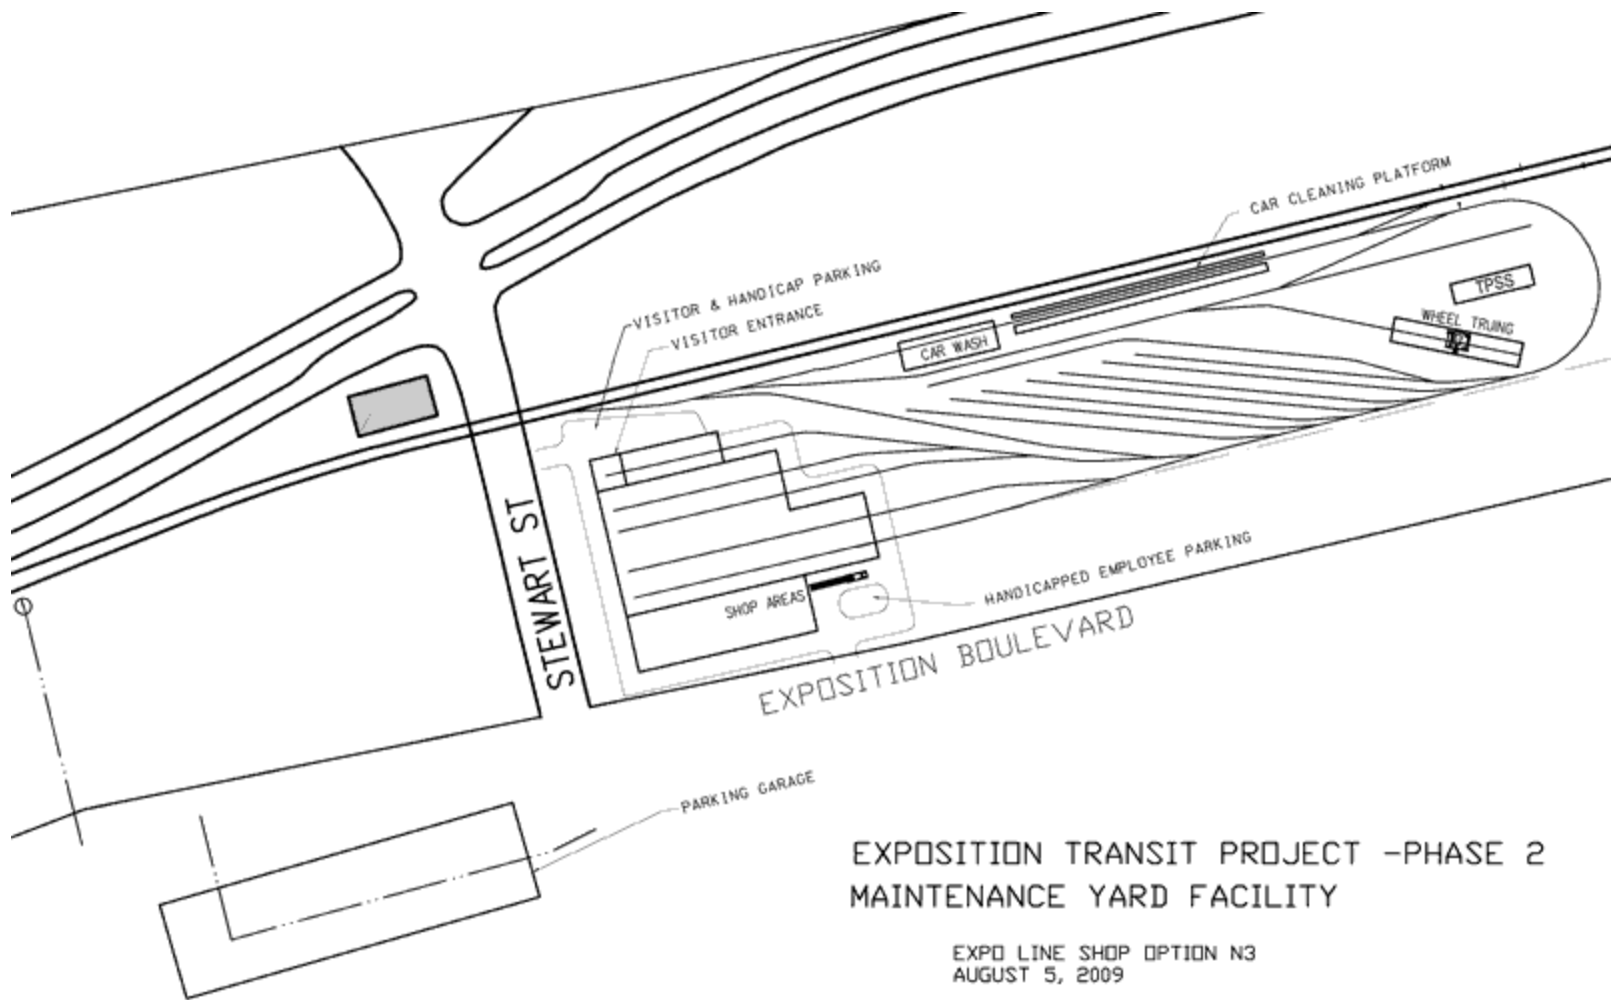 CAR CLEANING PLATFORM
VISITOR & HANDICAP PARKING
VISITOR ENTRANCE
TPSS
WHEEL TRUING
CAR WASH
STEWART ST
SHOP AREAS
HANDICAPPED EMPLOYEE PARKING
EXPOSITION BOULEVARD
PARKING GARAGE
EXPOSITION TRANSIT PROJECT -PHASE 2
MAINTENANCE YARD FACILITY
EXPO LINE SHOP OPTION N3
AUGUST 5, 2009